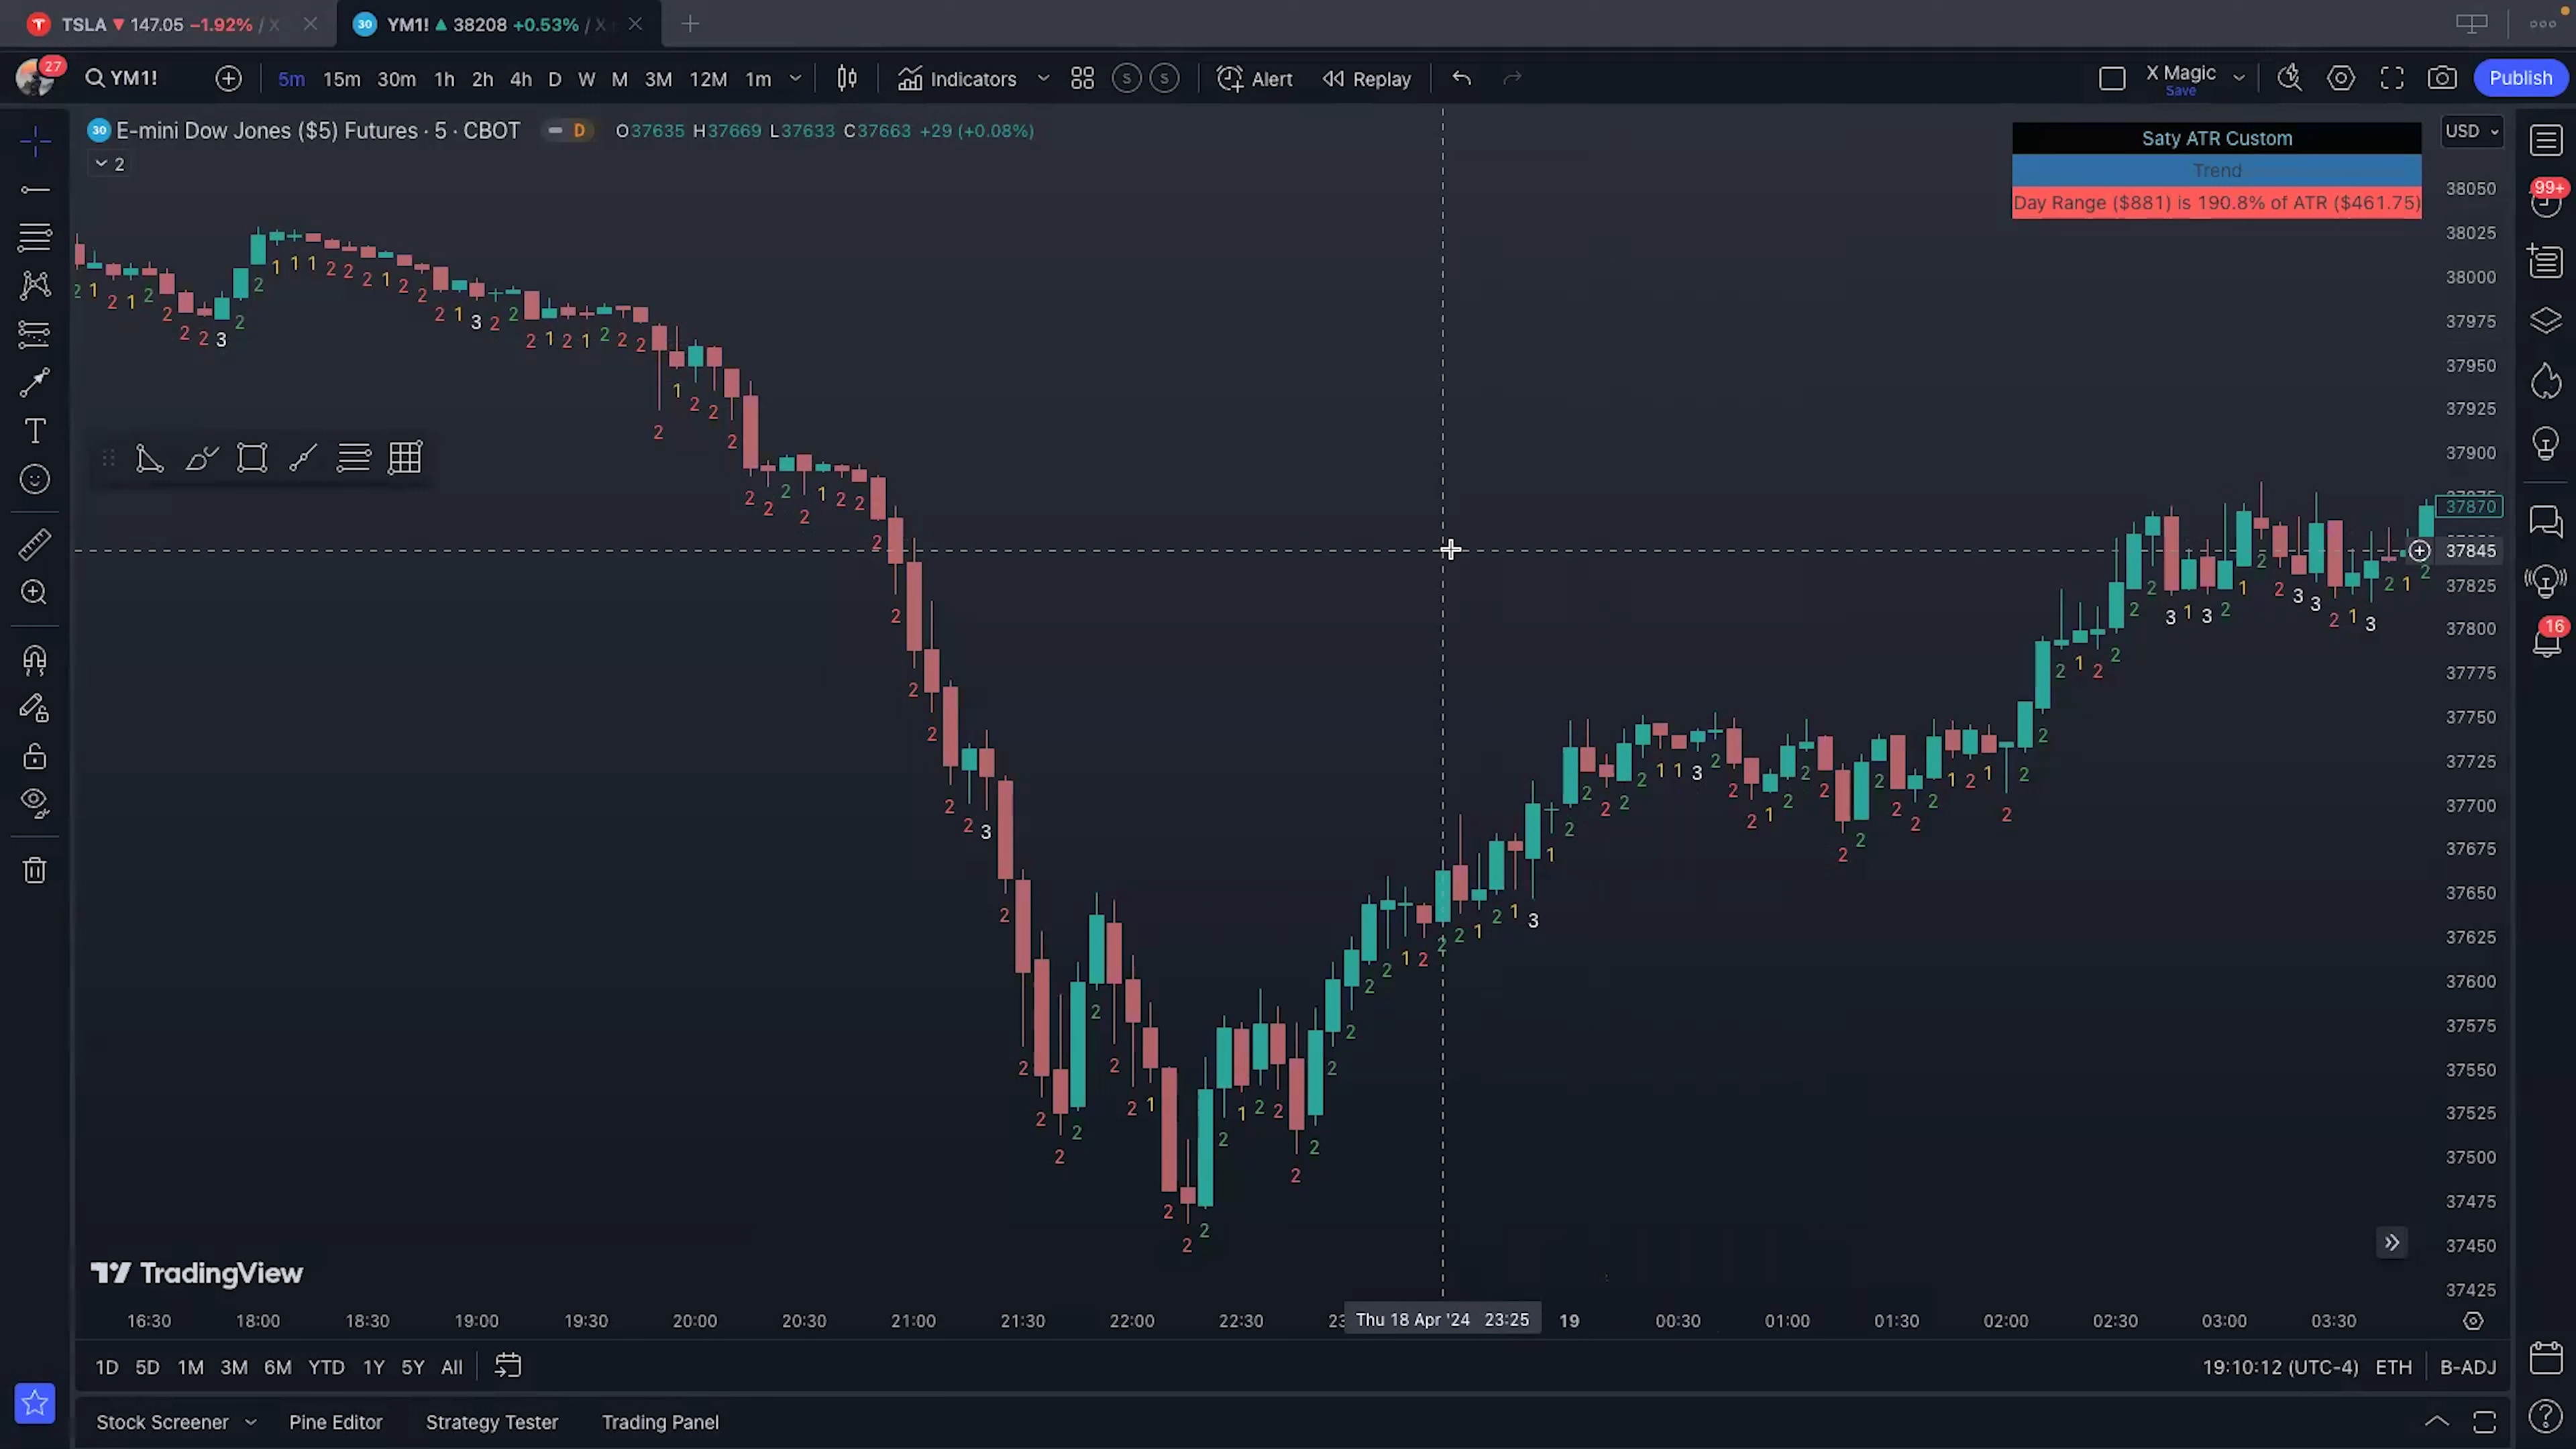 TSLA ▼ 147.05 −1.92% / X
30 YM1! ▲ 38208 +0.53% / X
27
YM1! 5m 15m 30m 1h 2h 4h D W M 3M 12M 1m Indicators S S Alert Replay X Magic Save Publish
30 E-mini Dow Jones ($5) Futures · 5 · CBOT D O37635 H37669 L37633 C37663 +29 (+0.08%)
2
Saty ATR Custom
Trend
Day Range ($881) is 190.8% of ATR ($461.75)
USD
99+
16
38050
38025
38000
37975
37950
37925
37900
37870
37845
37825
37800
37775
37750
37725
37700
37675
37650
37625
37600
37575
37550
37525
37500
37475
37450
37425
TradingView
16:30 18:00 18:30 19:00 19:30 20:00 20:30 21:00 21:30 22:00 22:30 Thu 18 Apr '24 23:25 19 00:30 01:00 01:30 02:00 02:30 03:00 03:30
1D 5D 1M 3M 6M YTD 1Y 5Y All 19:10:12 (UTC-4) ETH B-ADJ
Stock Screener Pine Editor Strategy Tester Trading Panel